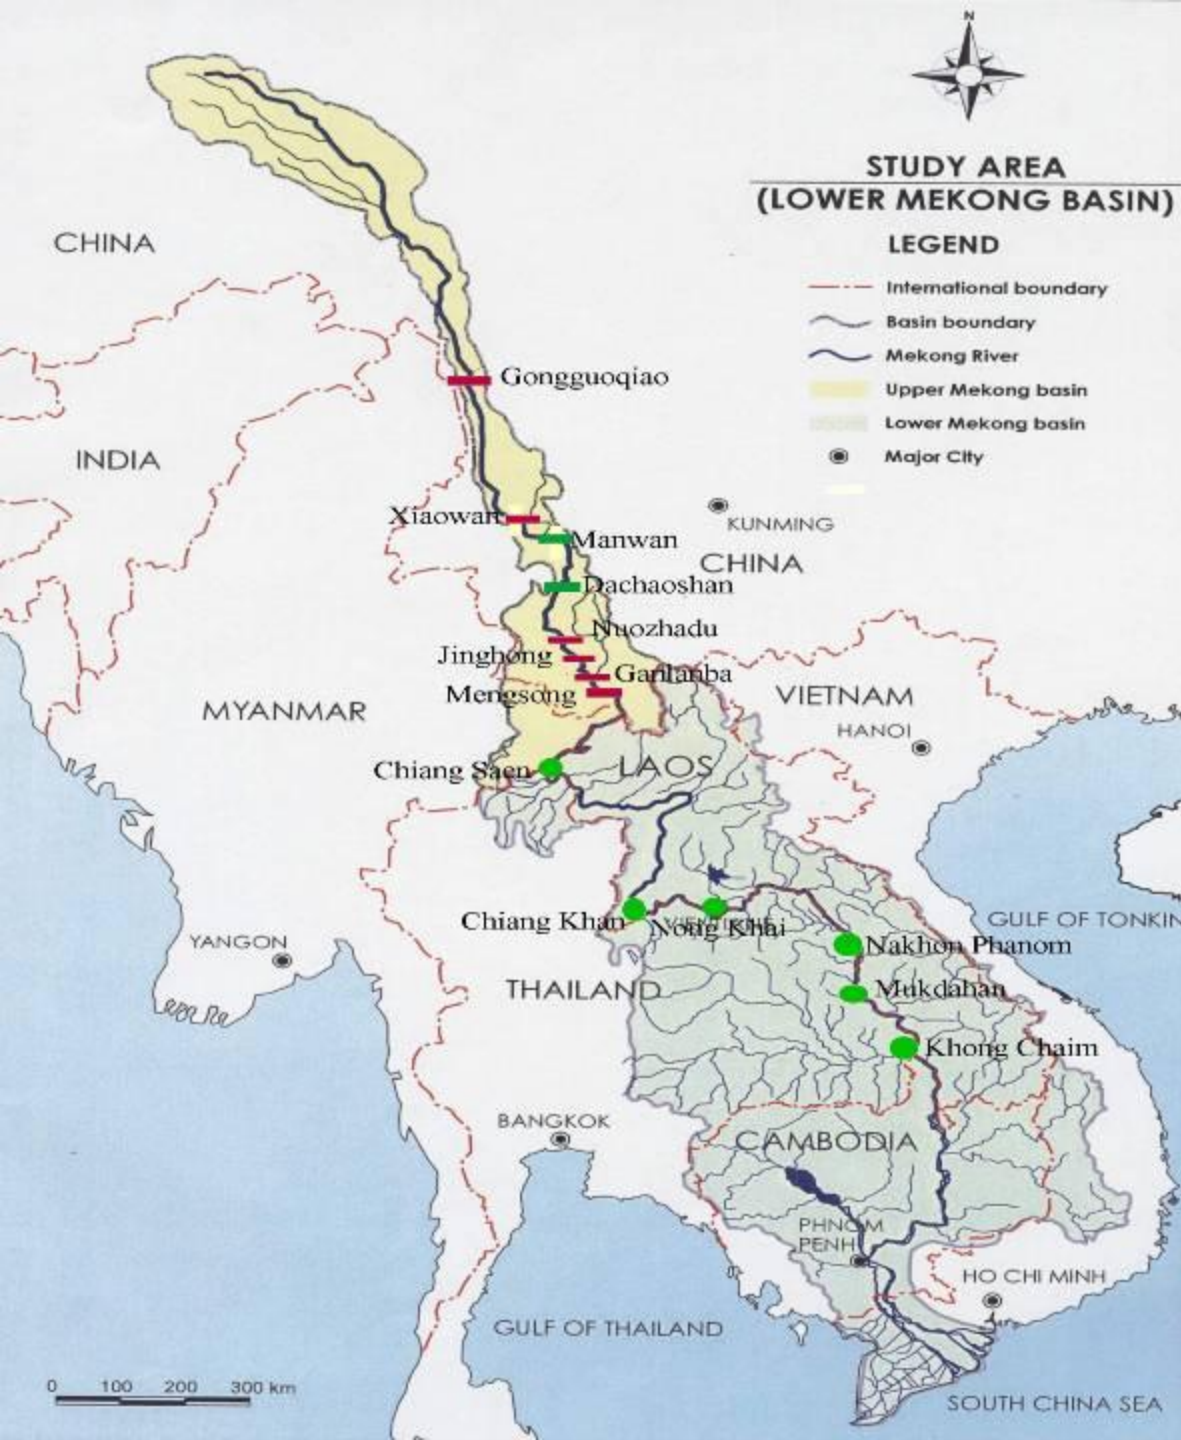 N
STUDY AREA
(LOWER MEKONG BASIN)
LEGEND
International boundary
Basin boundary
Mekong River
Upper Mekong basin
Lower Mekong basin
Major City
CHINA
Gongguoqiao
INDIA
Xiaowan
KUNMING
Manwan
CHINA
Dachaoshan
Nuozhadu
Jinghong
Ganlanba
Mengsong
VIETNAM
MYANMAR
HANOI
Chiang Saen
LAOS
Chiang Khan
Nong Khai
GULF OF TONKIN
YANGON
Nakhon Phanom
THAILAND
Mukdahan
Khong Chaim
BANGKOK
CAMBODIA
PHNOM
PENH
HO CHI MINH
GULF OF THAILAND
0 100 200 300 km
SOUTH CHINA SEA